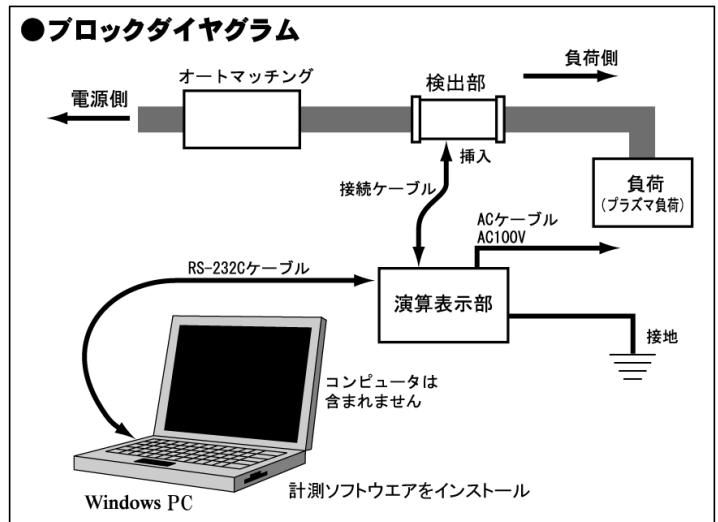 ●ブロックダイヤグラム
負荷側
オートマッチング
検出部
電源側
挿入
接続ケーブル
負荷
(プラズマ負荷)
ACケーブル
AC100V
RS-232Cケーブル
演算表示部
接地
コンピュータは
含まれません
計測ソフトウエアをインストール
Windows PC